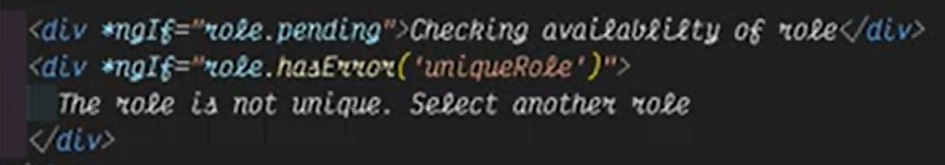 <div *ngIf="role.pending">Checking availablilty of role</div>
<div *ngIf="role.hasError('uniqueRole')">
The role is not unique. Select another role
</div>